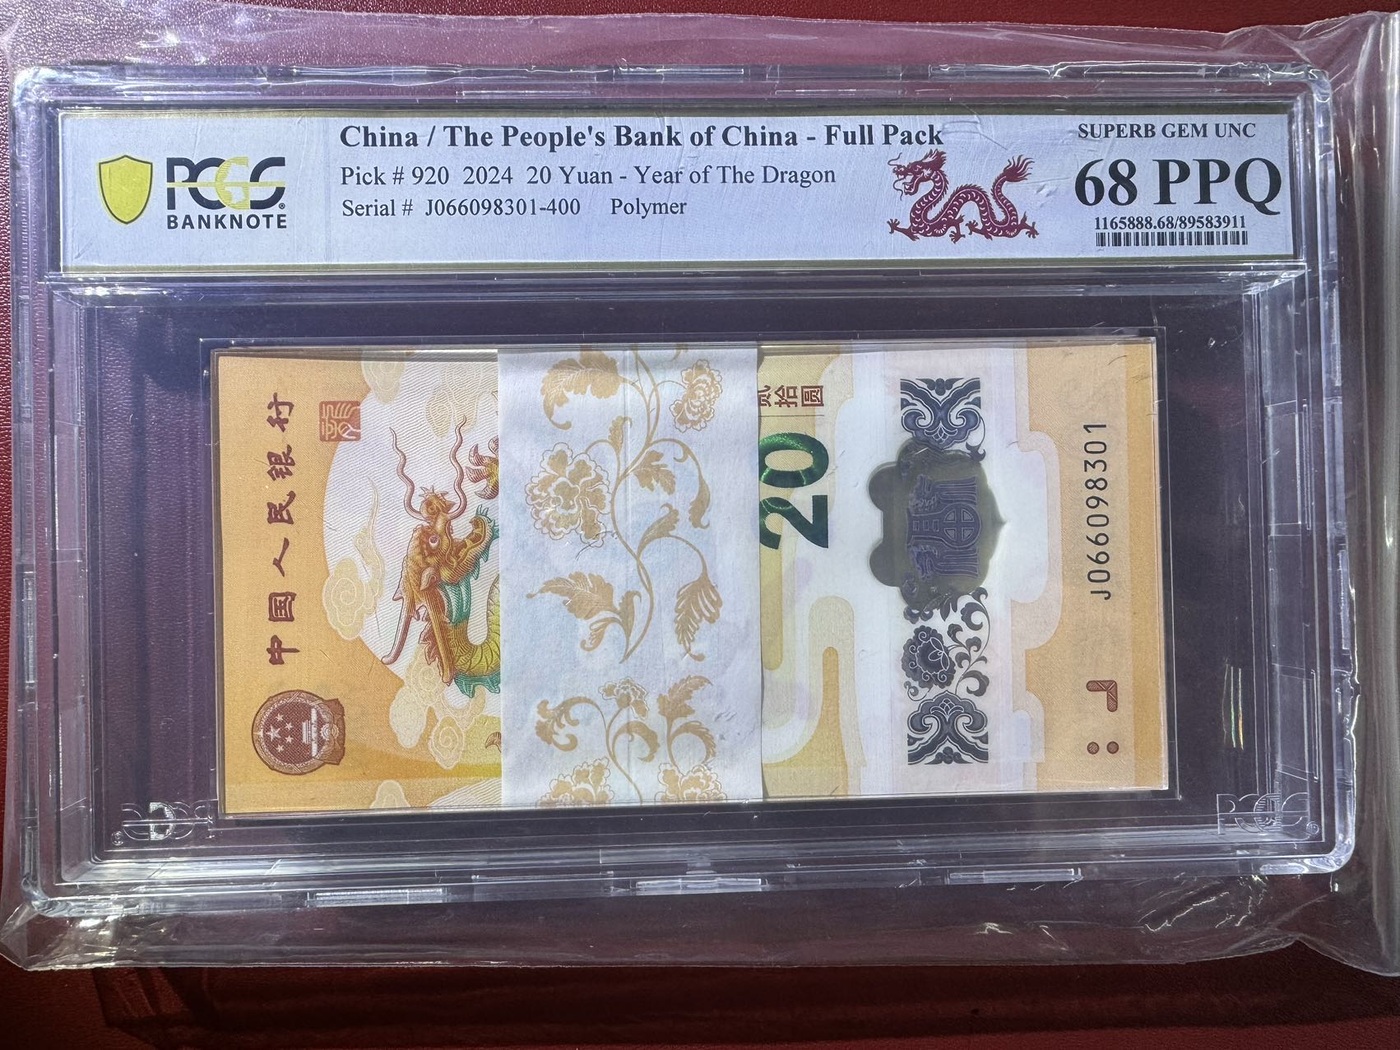 PCGS
BANKNOTE
China / The People's Bank of China - Full Pack
Pick # 920 2024 20 Yuan - Year of The Dragon
Serial # J066098301-400 Polymer
SUPERB GEM UNC
68 PPQ
1165888.68/89583911
中国人民银行
贰拾圆
20
J066098301
PCGS
PCGS